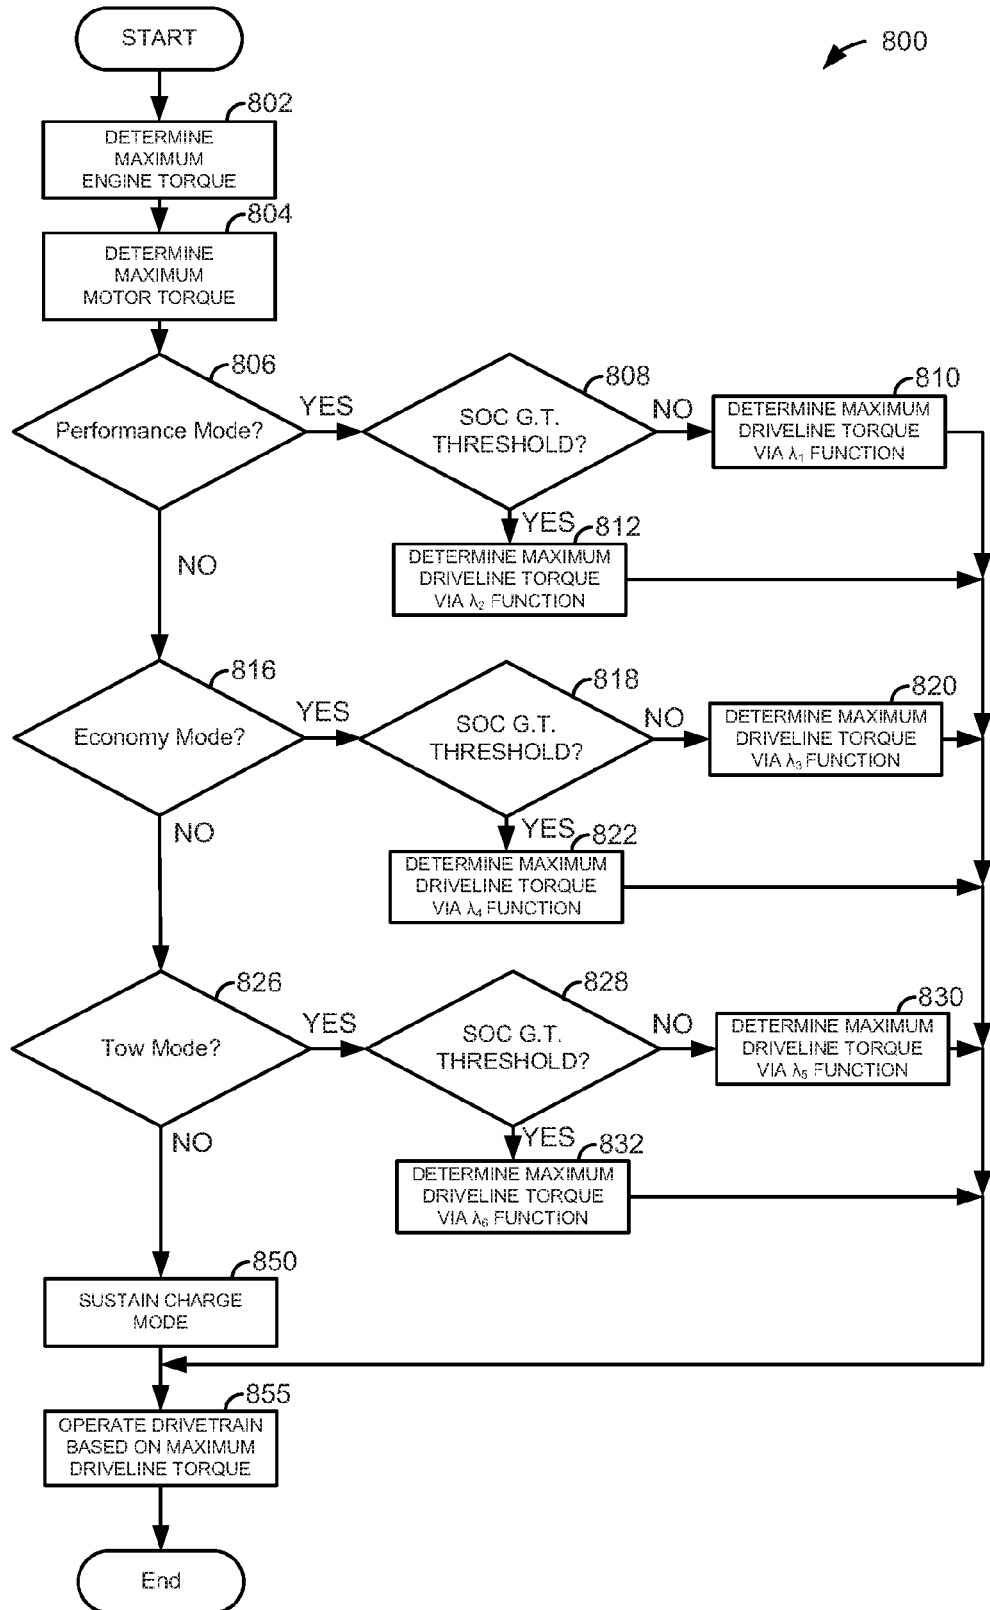 START
800
802
DETERMINE
MAXIMUM
ENGINE TORQUE
804
DETERMINE
MAXIMUM
MOTOR TORQUE
806
Performance Mode?
YES
NO
808
SOC G.T.
THRESHOLD?
NO
YES
810
DETERMINE MAXIMUM
DRIVELINE TORQUE
VIA λ₁ FUNCTION
812
DETERMINE MAXIMUM
DRIVELINE TORQUE
VIA λ₂ FUNCTION
816
Economy Mode?
YES
NO
818
SOC G.T.
THRESHOLD?
NO
YES
820
DETERMINE MAXIMUM
DRIVELINE TORQUE
VIA λ₃ FUNCTION
822
DETERMINE MAXIMUM
DRIVELINE TORQUE
VIA λ₄ FUNCTION
826
Tow Mode?
YES
NO
828
SOC G.T.
THRESHOLD?
NO
YES
830
DETERMINE MAXIMUM
DRIVELINE TORQUE
VIA λ₅ FUNCTION
832
DETERMINE MAXIMUM
DRIVELINE TORQUE
VIA λ₆ FUNCTION
850
SUSTAIN CHARGE
MODE
855
OPERATE DRIVETRAIN
BASED ON MAXIMUM
DRIVELINE TORQUE
End